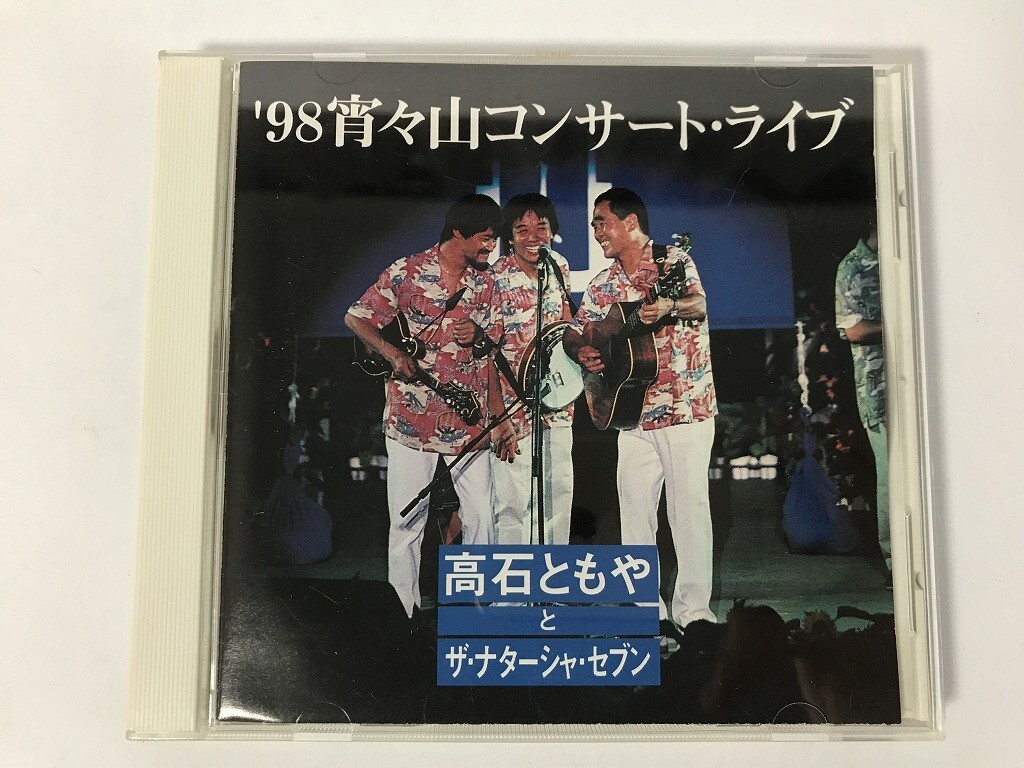 '98宵々山コンサート・ライブ
高石ともや
と
ザ・ナターシャ・セブン